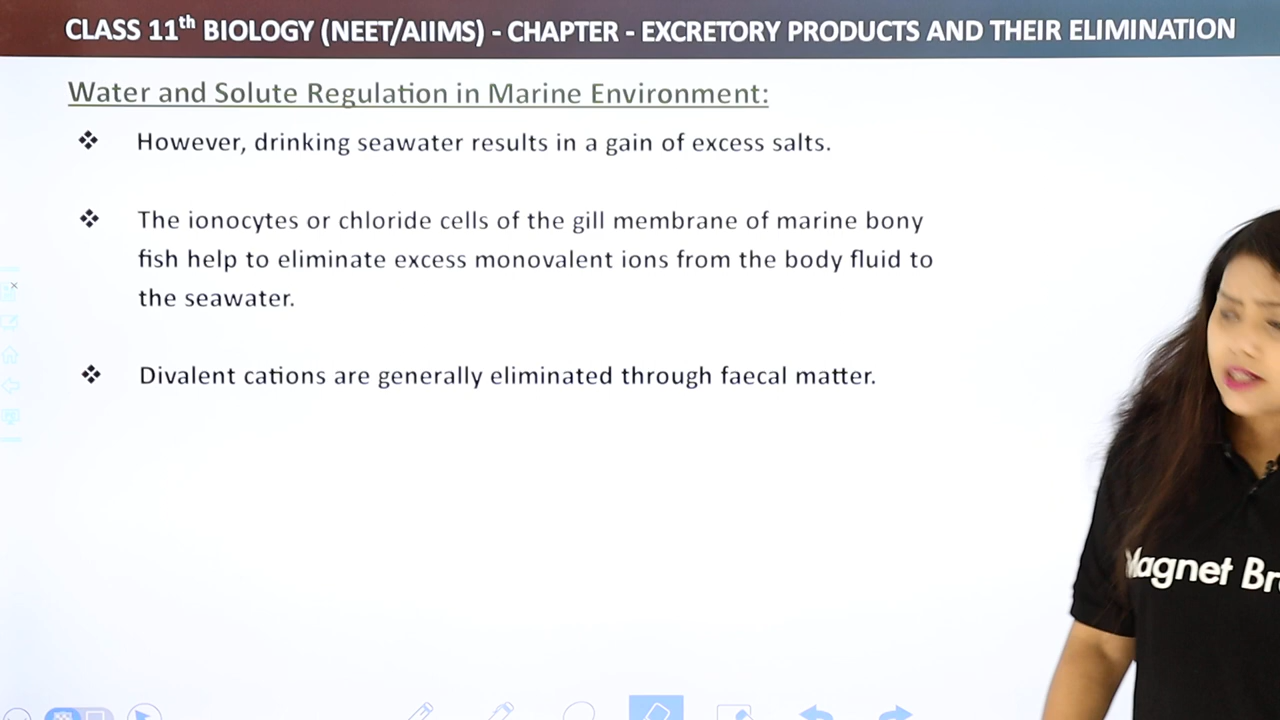 CLASS 11th BIOLOGY (NEET/AIIMS) - CHAPTER - EXCRETORY PRODUCTS AND THEIR ELIMINATION
Water and Solute Regulation in Marine Environment:
❖ However, drinking seawater results in a gain of excess salts.
❖ The ionocytes or chloride cells of the gill membrane of marine bony
fish help to eliminate excess monovalent ions from the body fluid to
the seawater.
❖ Divalent cations are generally eliminated through faecal matter.
Magnet Br